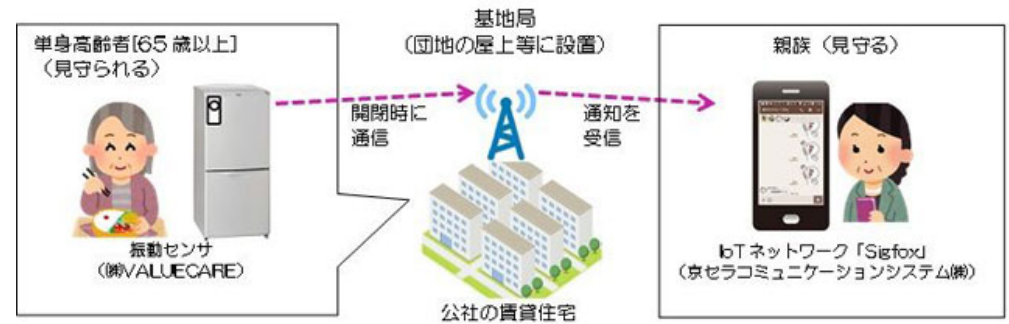 単身高齢者[65歳以上]
（見守られる）
振動センサ
（㈱VALUECARE）
開閉時に
通信
基地局
（団地の屋上等に設置）
通知を
受信
公社の賃貸住宅
親族（見守る）
IoTネットワーク「Sigfox」
（京セラコミュニケーションシステム㈱）